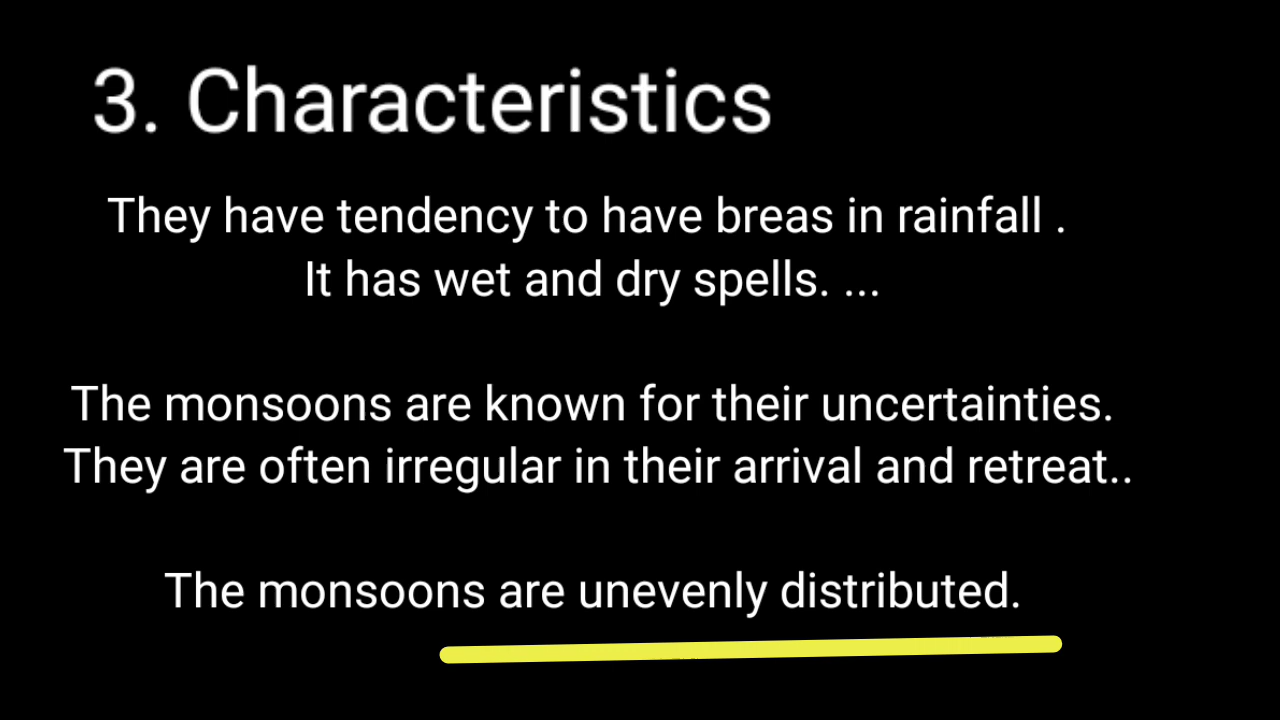 3. Characteristics
They have tendency to have breas in rainfall .
It has wet and dry spells. ...
The monsoons are known for their uncertainties.
They are often irregular in their arrival and retreat..
The monsoons are unevenly distributed.